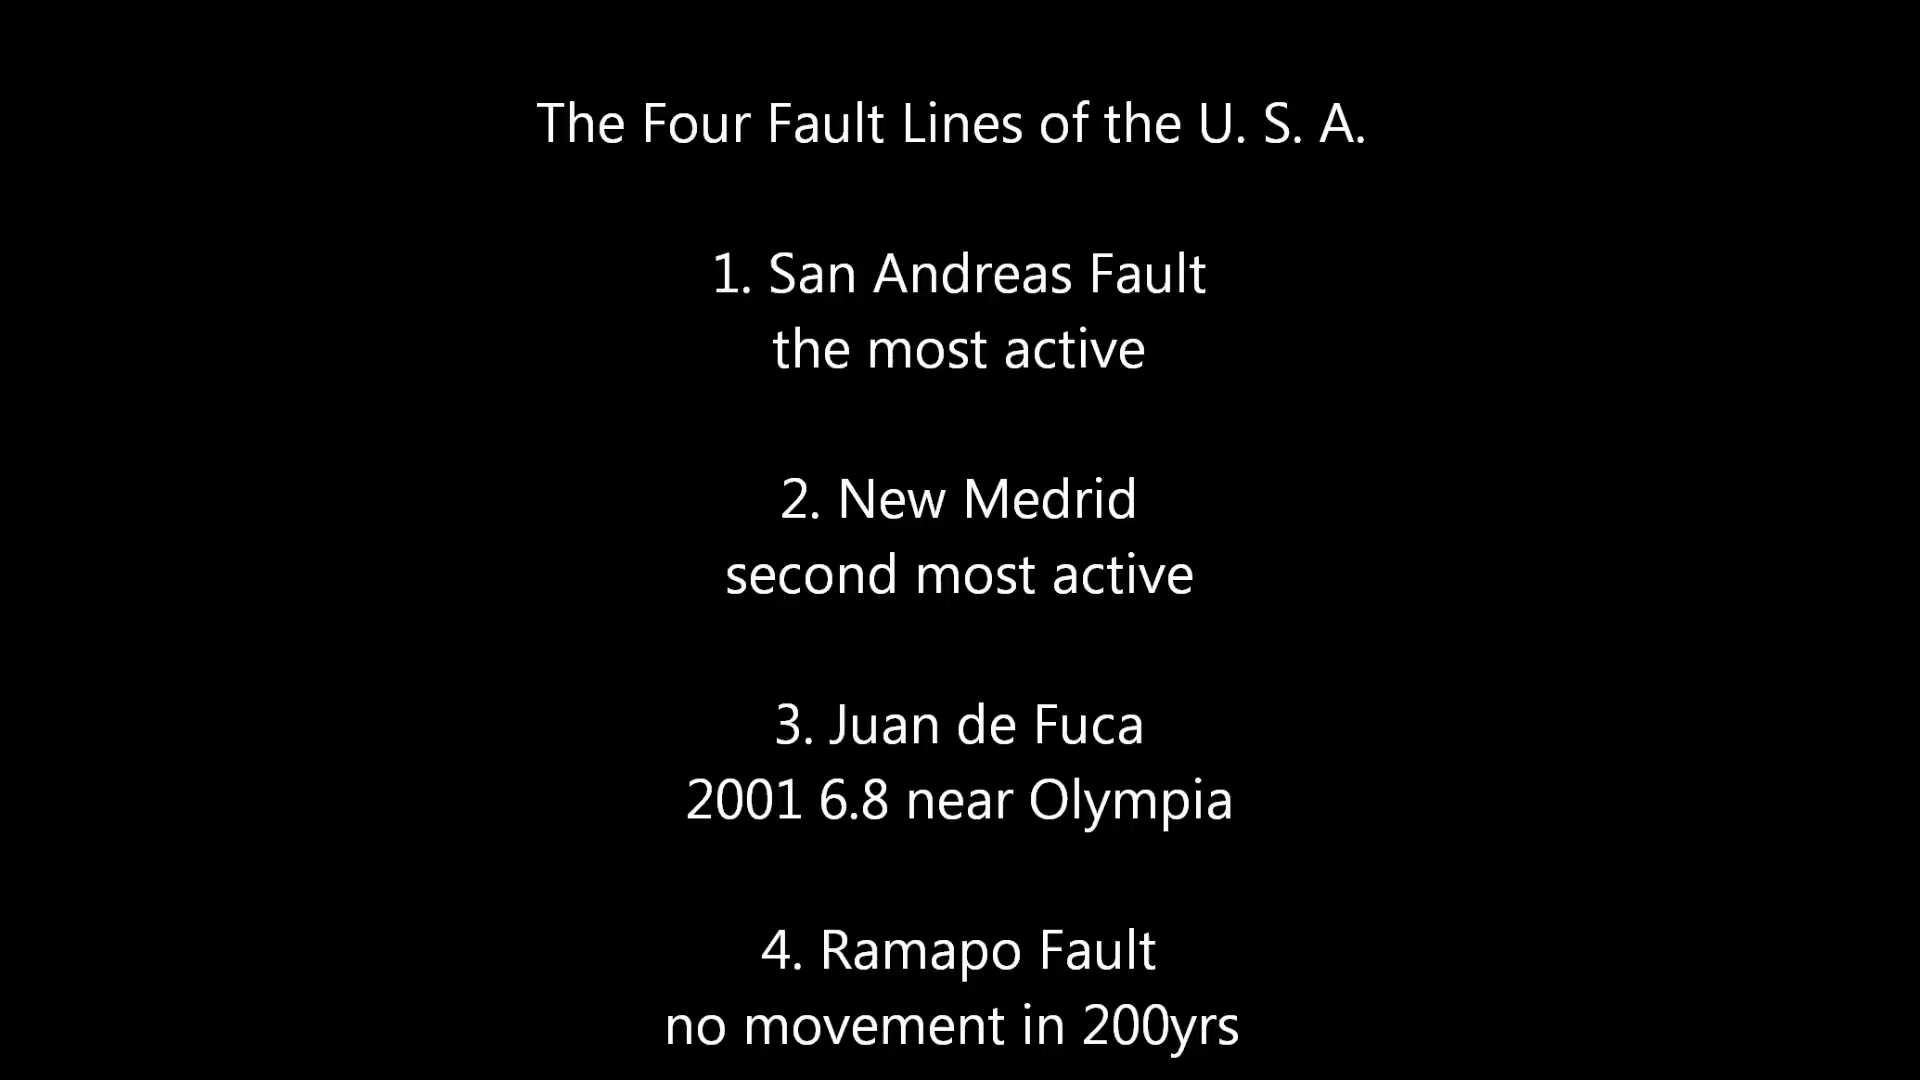 The Four Fault Lines of the U. S. A.
1. San Andreas Fault
the most active
2. New Medrid
second most active
3. Juan de Fuca
2001 6.8 near Olympia
4. Ramapo Fault
no movement in 200yrs